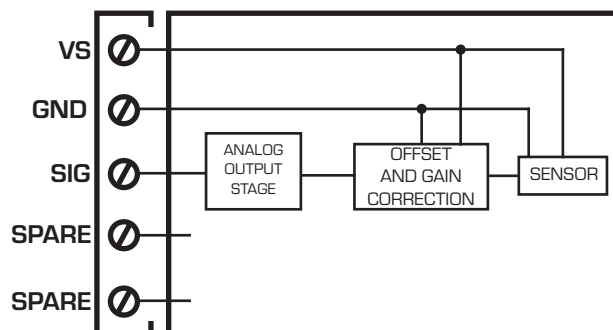 VS
GND
SIG
SPARE
SPARE
ANALOG
OUTPUT
STAGE
OFFSET
AND GAIN
CORRECTION
SENSOR